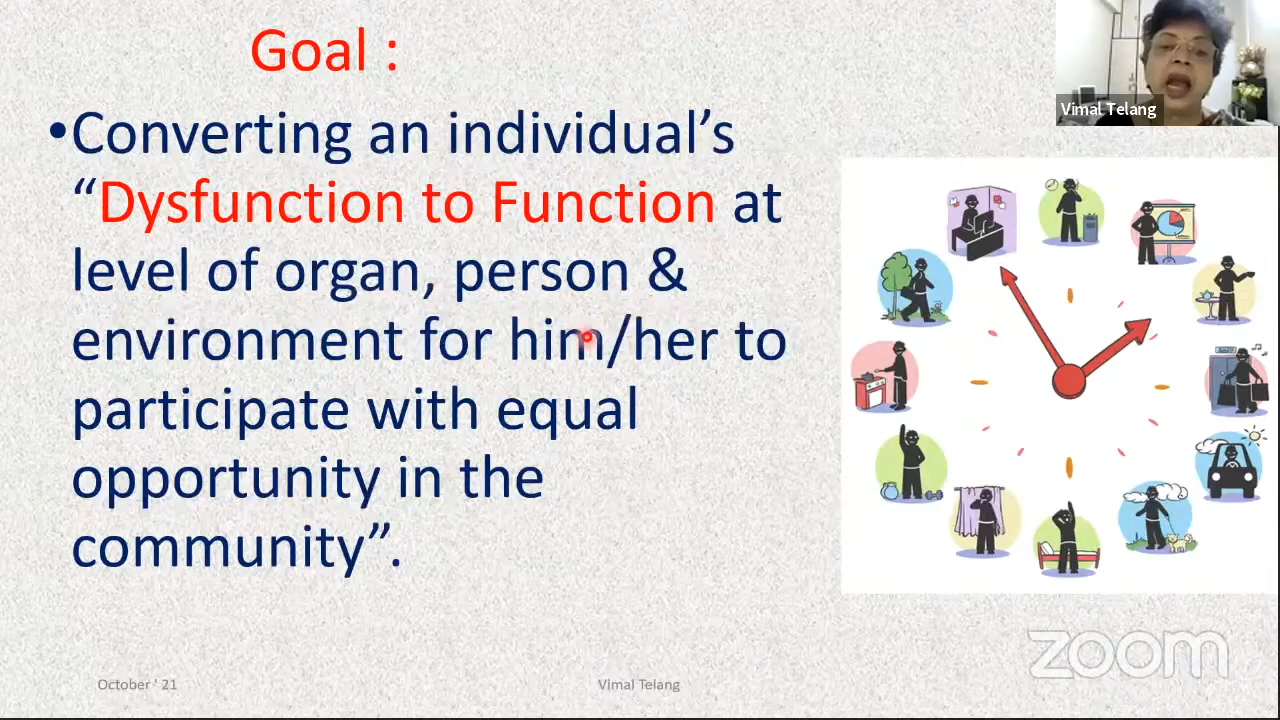 Goal :
Vimal Telang
•Converting an individual’s
“Dysfunction to Function at
level of organ, person &
environment for him/her to
participate with equal
opportunity in the
community”.
zoom
October ' 21
Vimal Telang